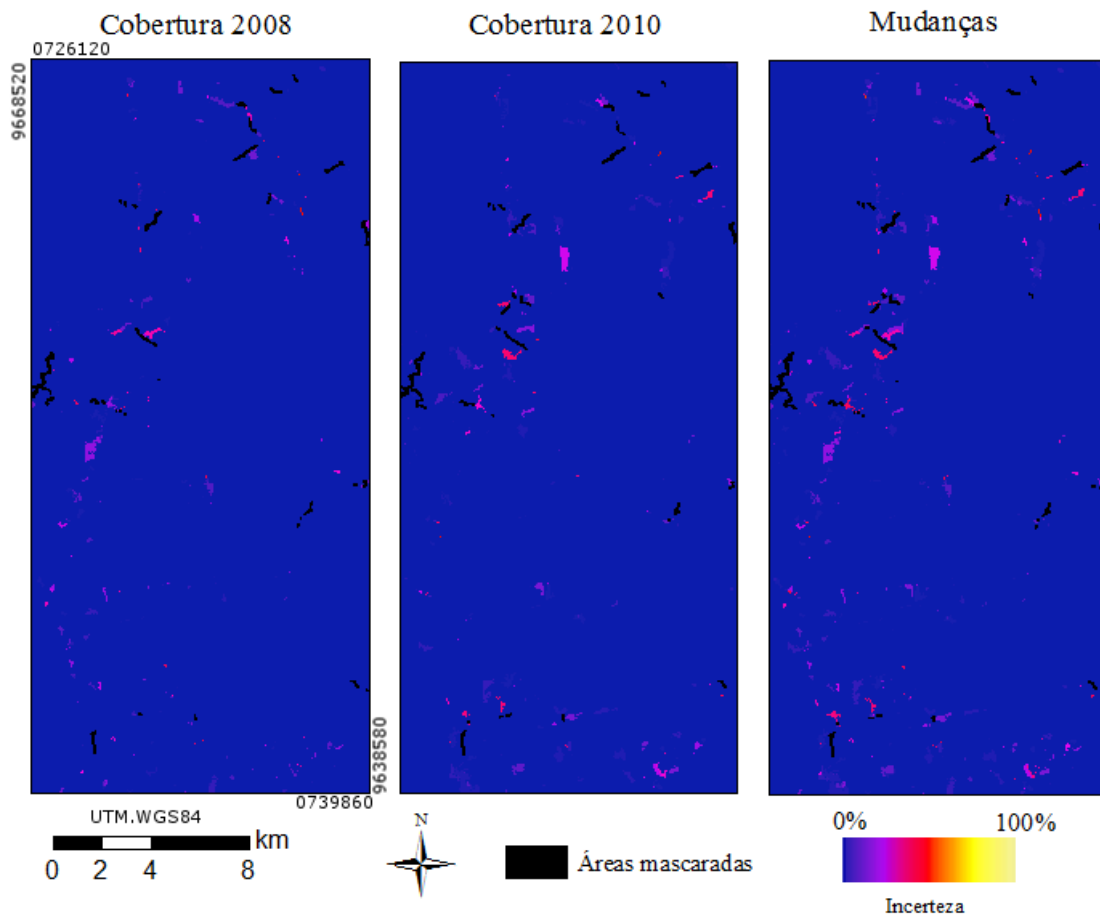 Cobertura 2008
Cobertura 2010
Mudanças
0726120
9668520
9638580
0739860
UTM.WGS84
km
0 2 4 8
N
Áreas mascaradas
0% 100%
Incerteza